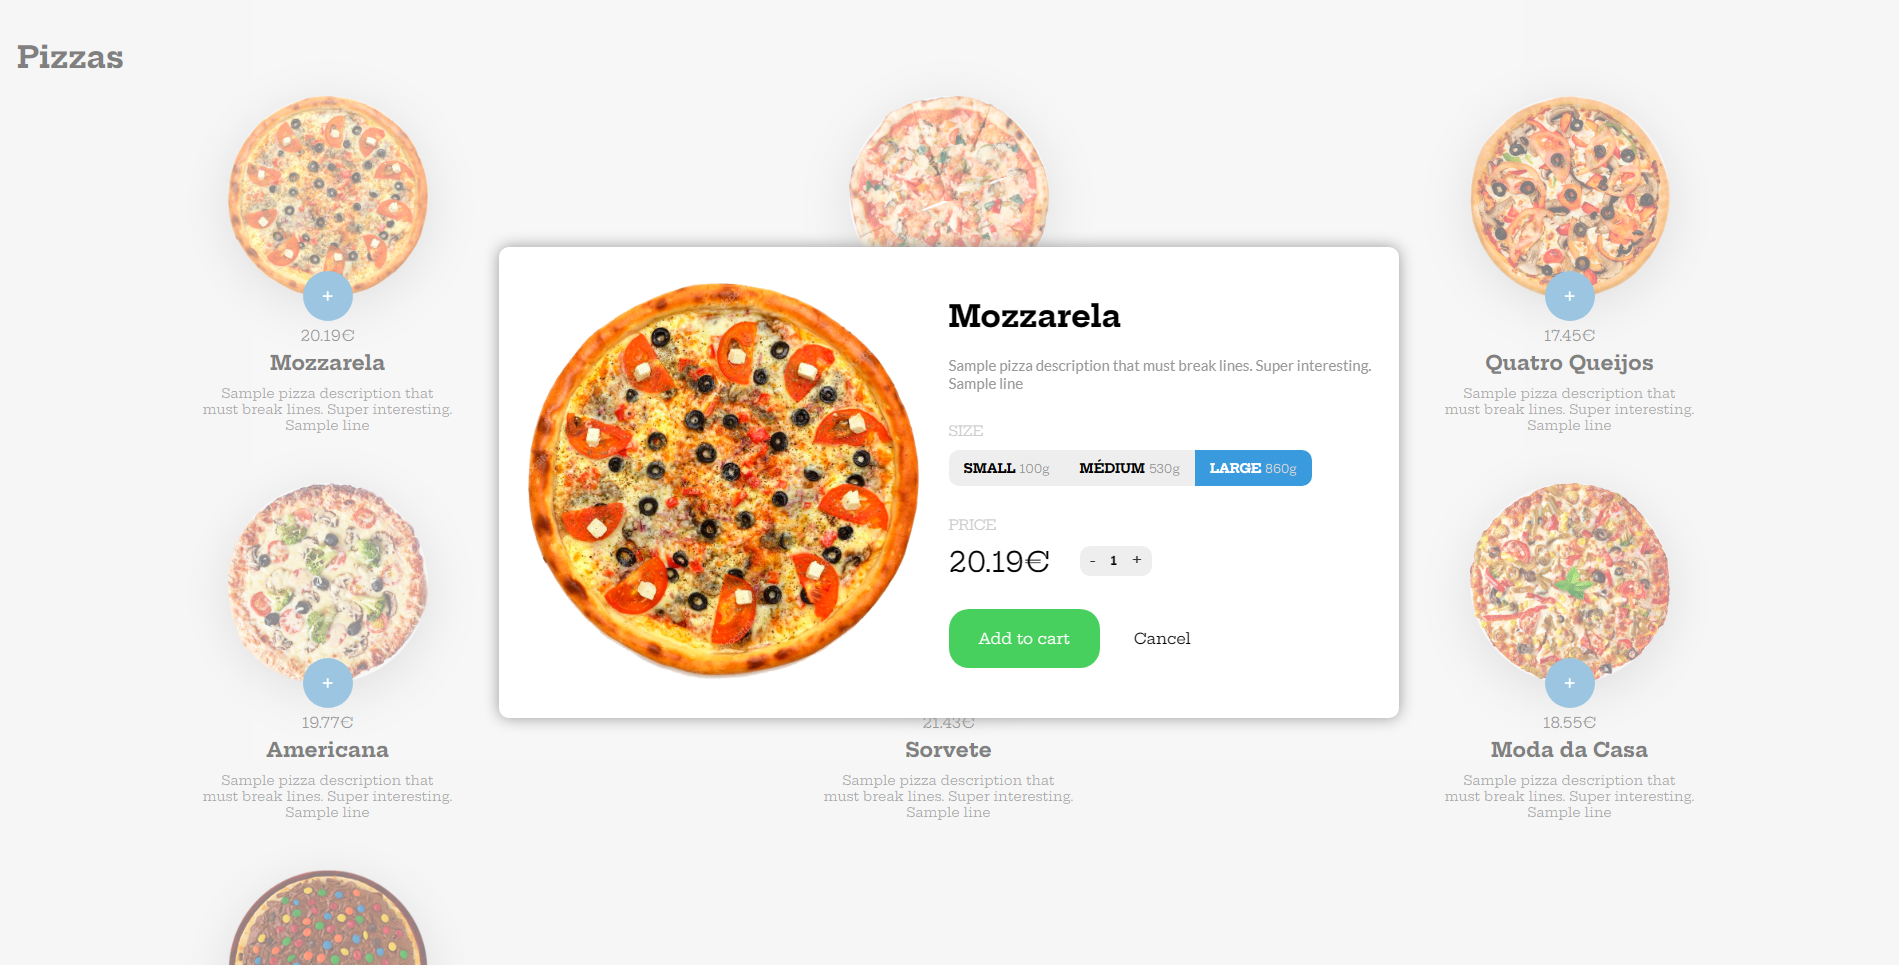 Pizzas
+
20.19€
Mozzarela
Sample pizza description that
must break lines. Super interesting.
Sample line
+
17.45€
Quatro Queijos
Sample pizza description that
must break lines. Super interesting.
Sample line
Mozzarela
Sample pizza description that must break lines. Super interesting.
Sample line
SIZE
SMALL 100g MÉDIUM 530g LARGE 860g
PRICE
20.19€ - 1 +
Add to cart Cancel
+
19.77€
Americana
Sample pizza description that
must break lines. Super interesting.
Sample line
21.43€
Sorvete
Sample pizza description that
must break lines. Super interesting.
Sample line
+
18.55€
Moda da Casa
Sample pizza description that
must break lines. Super interesting.
Sample line